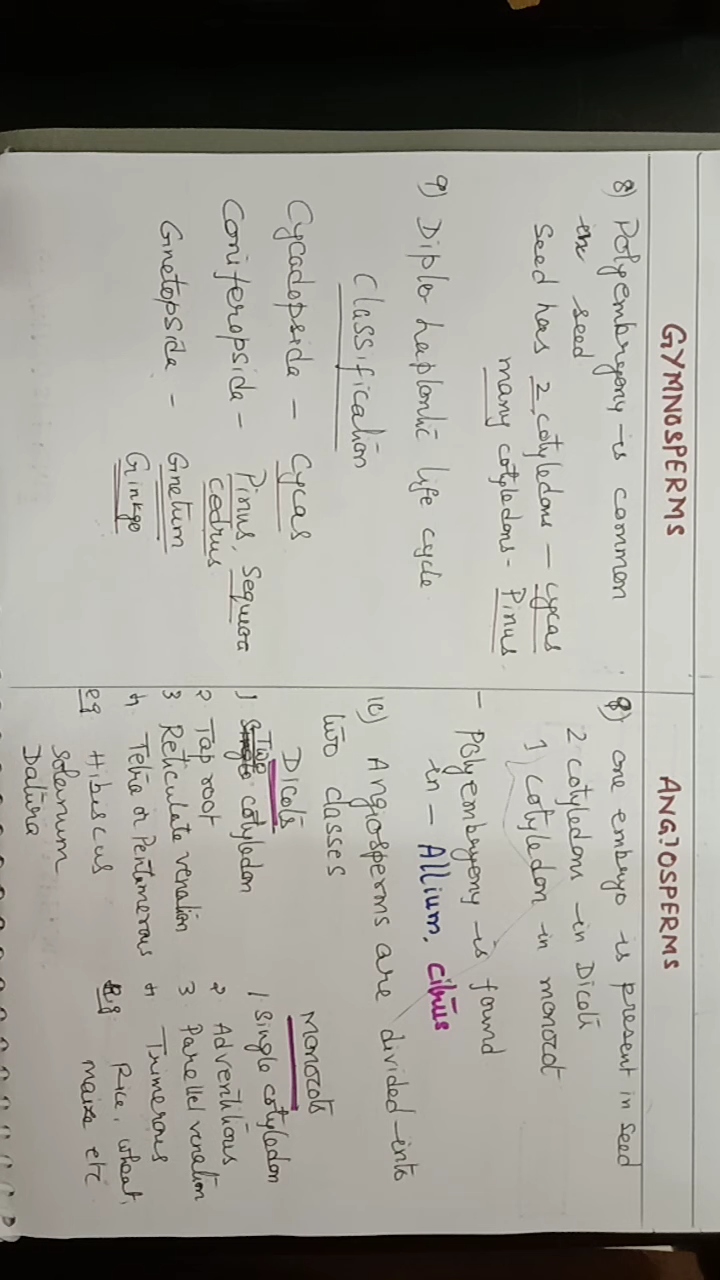 GYMNOSPERMS
8) Polyembryony is common in
the seed
Seed has 2 cotyledons - Cycas
many cotyledons - Pinus
9) Diplo haplontic life cycle
Classification
Cycadopsida - Cycas
Coniferopsida - Pinus, Sequoa
Cedrus
Gnetopsida - Gnetum
Ginkgo
ANGIOSPERMS
8) one embryo is present in seed
2 cotyledons in Dicots
1) cotyledon in monocot
- Polyembryony is found
in - Allium, Citrus
10) Angiosperms are divided into
two classes
Dicots
1 Two cotyledon
2 Tap root
3 Reticulate venation
4. Tetra or Pentamerous
eg Hibiscus
Solanum
Datura
Monocots
1. Single cotyledon
2 Adventitious
3. Parellel venation
4 Trimerous
eg. Rice, wheat,
maize etc